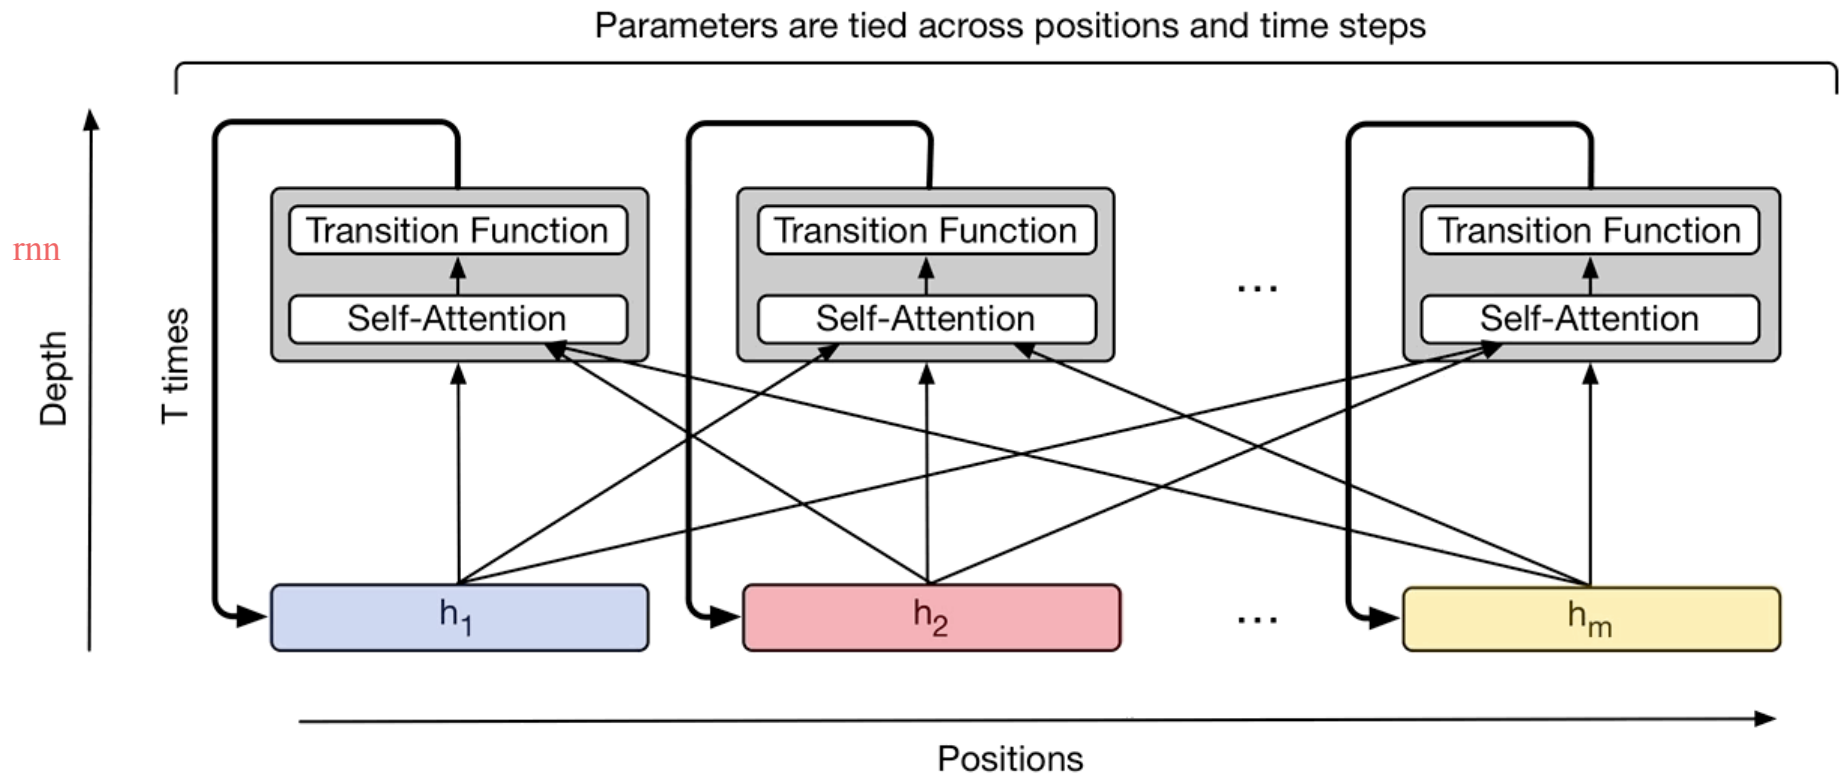 Parameters are tied across positions and time steps
rnn
Depth
T times
Transition Function
Self-Attention
Transition Function
Self-Attention
...
Transition Function
Self-Attention
h1
h2
...
hm
Positions